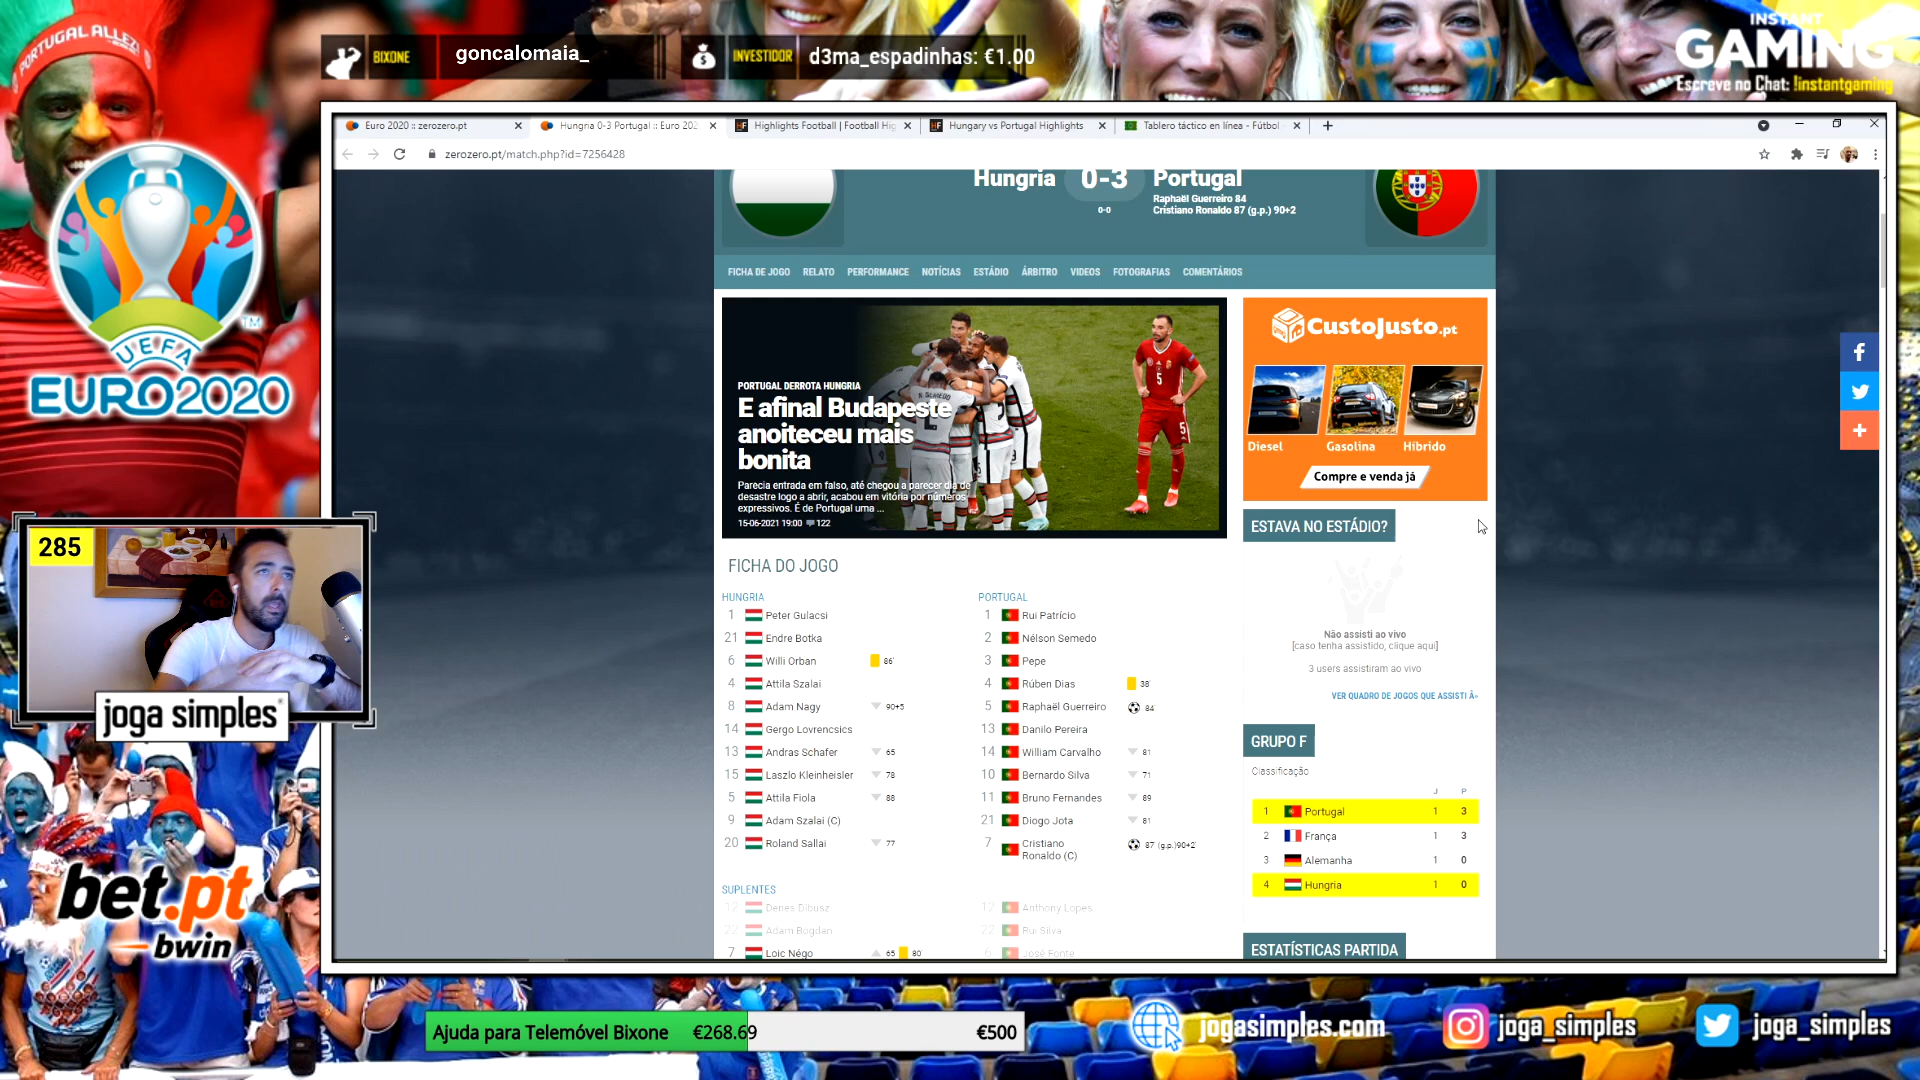 PORTUGAL ALLEZ
BIXONE
goncalomaia_
INVESTIDOR
d3ma_espadinhas: €1.00
INSTANT
GAMING
Escreve no Chat: !instantgaming
Euro 2020 :: zerozero.pt
Hungria 0-3 Portugal :: Euro 202
Highlights Football | Football Hig
Hungary vs Portugal Highlights
Tablero táctico en línea - Fútbol
zerozero.pt/match.php?id=7256428
Hungria 0-3 Portugal
0-0
Raphaël Guerreiro 84
Cristiano Ronaldo 87 (g.p.) 90+2
FICHA DE JOGO RELATO PERFORMANCE NOTÍCIAS ESTÁDIO ÁRBITRO VIDEOS FOTOGRAFIAS COMENTÁRIOS
PORTUGAL DERROTA HUNGRIA
E afinal Budapeste
anoiteceu mais
bonita
Parecia entrada em falso, até chegou a parecer dia de
desastre logo a abrir, acabou em vitória por números
expressivos. É de Portugal uma ...
15-06-2021 19:00 122
CustoJusto.pt
Diesel Gasolina Híbrido
Compre e venda já
ESTAVA NO ESTÁDIO?
Não assisti ao vivo
[caso tenha assistido, clique aqui]
3 users assistiram ao vivo
VER QUADRO DE JOGOS QUE ASSISTI Â»
GRUPO F
Classificação
J P
1 Portugal 1 3
2 França 1 3
3 Alemanha 1 0
4 Hungria 1 0
ESTATÍSTICAS PARTIDA
FICHA DO JOGO
HUNGRIA
1 Peter Gulacsi
21 Endre Botka
6 Willi Orban 86'
4 Attila Szalai
8 Adam Nagy 90+5
14 Gergo Lovrencsics
13 Andras Schafer 65
15 Laszlo Kleinheisler 78
5 Attila Fiola 88
9 Adam Szalai (C)
20 Roland Sallai 77
PORTUGAL
1 Rui Patrício
2 Nélson Semedo
3 Pepe
4 Rúben Dias 38'
5 Raphaël Guerreiro 84'
13 Danilo Pereira
14 William Carvalho 81
10 Bernardo Silva 71
11 Bruno Fernandes 89
21 Diogo Jota 81
7 Cristiano
Ronaldo (C) 87' (g.p.)90+2'
SUPLENTES
12 Denes Dibusz
22 Adam Bogdan
7 Loic Négo 65 80'
12 Anthony Lopes
22 Rui Silva
6 José Fonte
UEFA
EURO2020
TM
285
joga simples
bet.pt
bwin
Ajuda para Telemóvel Bixone €268.69 €500
jogasimples.com
joga_simples
joga_simples